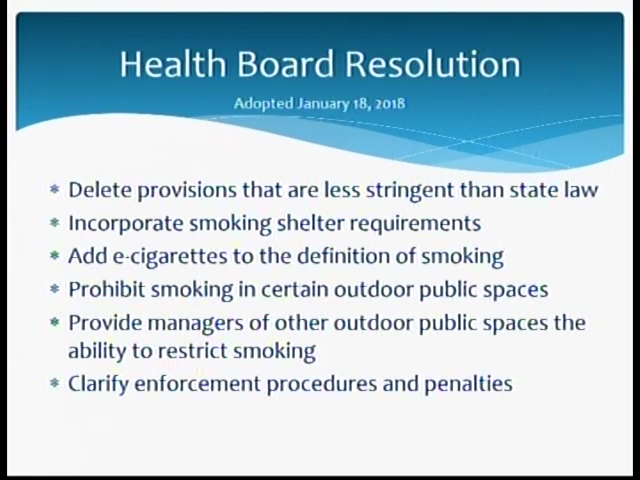 Health Board Resolution
Adopted January 18, 2018
* Delete provisions that are less stringent than state law
* Incorporate smoking shelter requirements
* Add e-cigarettes to the definition of smoking
* Prohibit smoking in certain outdoor public spaces
* Provide managers of other outdoor public spaces the
ability to restrict smoking
* Clarify enforcement procedures and penalties